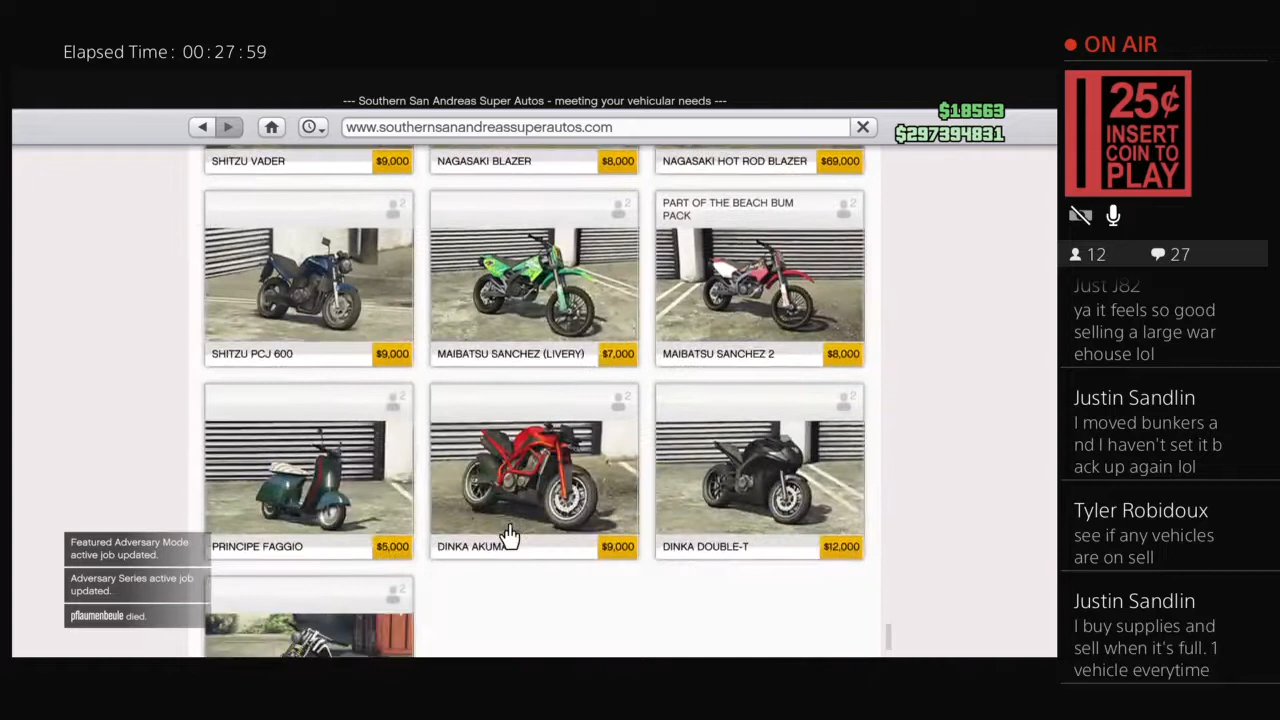 Elapsed Time: 00:27:59
ON AIR
--- Southern San Andreas Super Autos - meeting your vehicular needs ---
$18563
www.southernsanandreassuperautos.com
$297394831
25¢
INSERT
COIN TO
PLAY
SHITZU VADER
$9,000
NAGASAKI BLAZER
$8,000
NAGASAKI HOT ROD BLAZER
$69,000
2
2
PART OF THE BEACH BUM
PACK
2
SHITZU PCJ 600
$9,000
MAIBATSU SANCHEZ (LIVERY)
$7,000
MAIBATSU SANCHEZ 2
$8,000
2
2
2
PRINCIPE FAGGIO
$5,000
DINKA AKUMA
$9,000
DINKA DOUBLE-T
$12,000
2
Featured Adversary Mode
active job updated.
Adversary Series active job
updated.
pflaumenbeule died.
12
27
Just J82
ya it feels so good
selling a large war
ehouse lol
Justin Sandlin
I moved bunkers a
nd I haven't set it b
ack up again lol
Tyler Robidoux
see if any vehicles
are on sell
Justin Sandlin
I buy supplies and
sell when it's full. 1
vehicle everytime